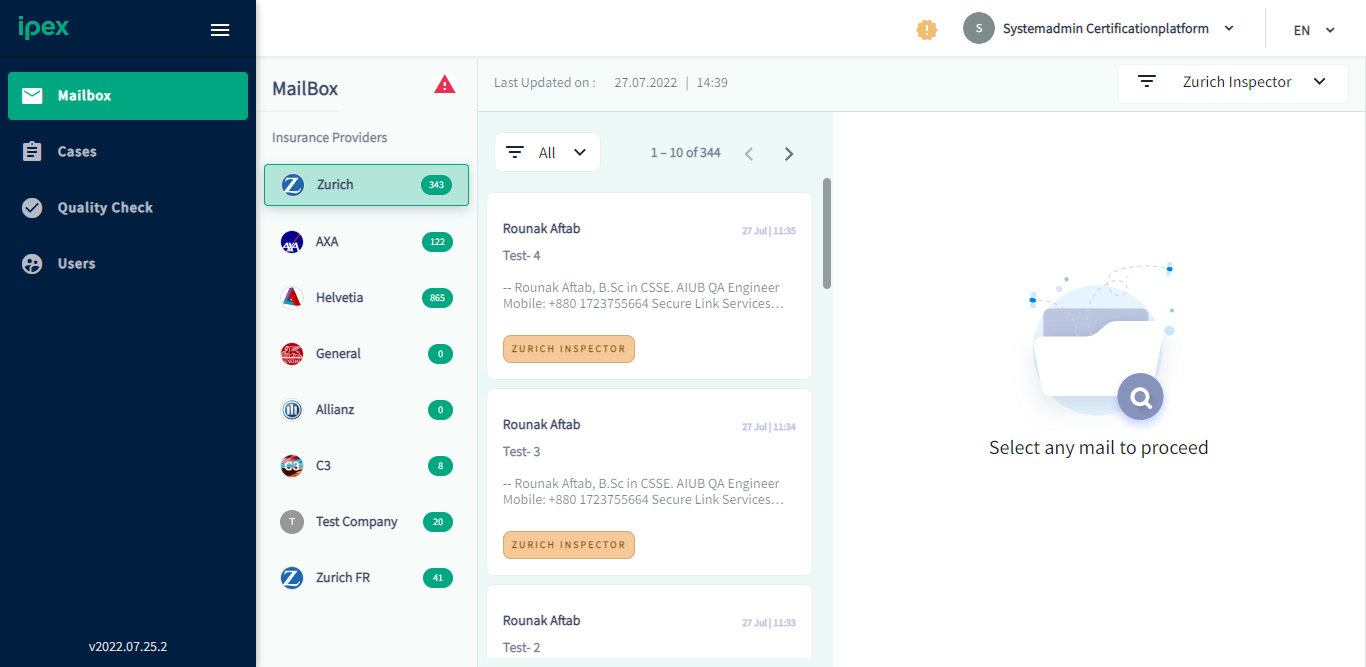 ipex
Mailbox
Cases
Quality Check
Users
v2022.07.25.2
S
Systemadmin Certificationplatform
EN
MailBox
Insurance Providers
Z Zurich 343
AXA AXA 122
Helvetia 865
General 0
Allianz 0
C3 C3 8
T Test Company 20
Z Zurich FR 41
Last Updated on : 27.07.2022 | 14:39
Zurich Inspector
All
1 – 10 of 344
Rounak Aftab 27 Jul | 11:35
Test- 4
-- Rounak Aftab, B.Sc in CSSE. AIUB QA Engineer
Mobile: +880 1723755664 Secure Link Services…
ZURICH INSPECTOR
Rounak Aftab 27 Jul | 11:34
Test- 3
-- Rounak Aftab, B.Sc in CSSE. AIUB QA Engineer
Mobile: +880 1723755664 Secure Link Services…
ZURICH INSPECTOR
Rounak Aftab 27 Jul | 11:33
Test- 2
Select any mail to proceed